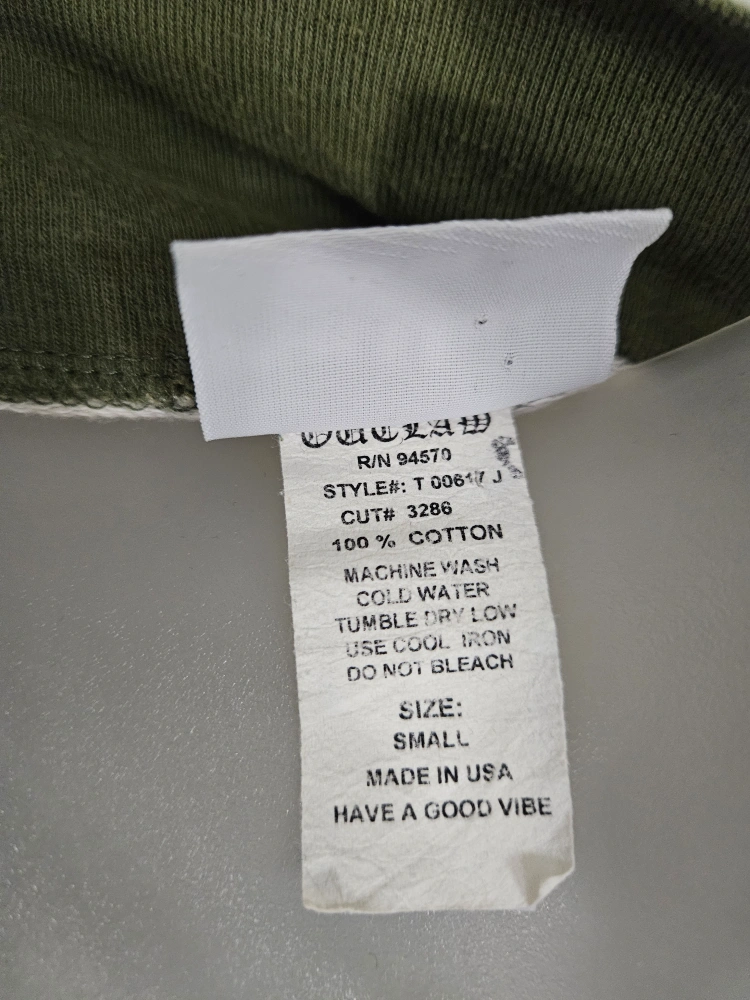 OUTLAW
R/N 94570
STYLE#: T 00617 J
CUT# 3286
100 % COTTON
MACHINE WASH
COLD WATER
TUMBLE DRY LOW
USE COOL IRON
DO NOT BLEACH
SIZE:
SMALL
MADE IN USA
HAVE A GOOD VIBE